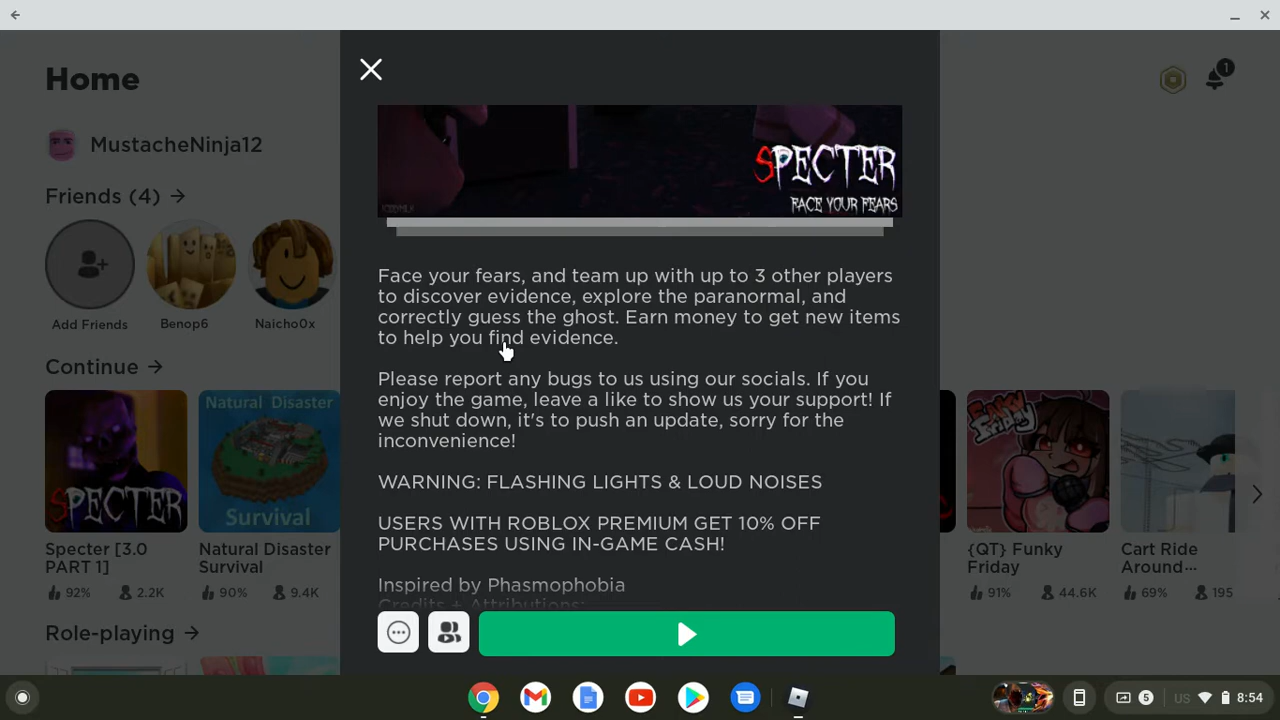 Home
1
MustacheNinja12
Friends (4) →
Add Friends
Benop6
Naicho0x
Continue →
SPECTER
Natural Disaster
Survival
Specter [3.0
PART 1]
92% 2.2K
Natural Disaster
Survival
90% 9.4K
Role-playing →
SPECTER
FACE YOUR FEARS
Face your fears, and team up with up to 3 other players
to discover evidence, explore the paranormal, and
correctly guess the ghost. Earn money to get new items
to help you find evidence.
Please report any bugs to us using our socials. If you
enjoy the game, leave a like to show us your support! If
we shut down, it's to push an update, sorry for the
inconvenience!
WARNING: FLASHING LIGHTS & LOUD NOISES
USERS WITH ROBLOX PREMIUM GET 10% OFF
PURCHASES USING IN-GAME CASH!
Inspired by Phasmophobia
Credits + Attributions:
Friday
{QT} Funky
Friday
91% 44.6K
Cart Ride
Around...
69% 195
5
US
8:54